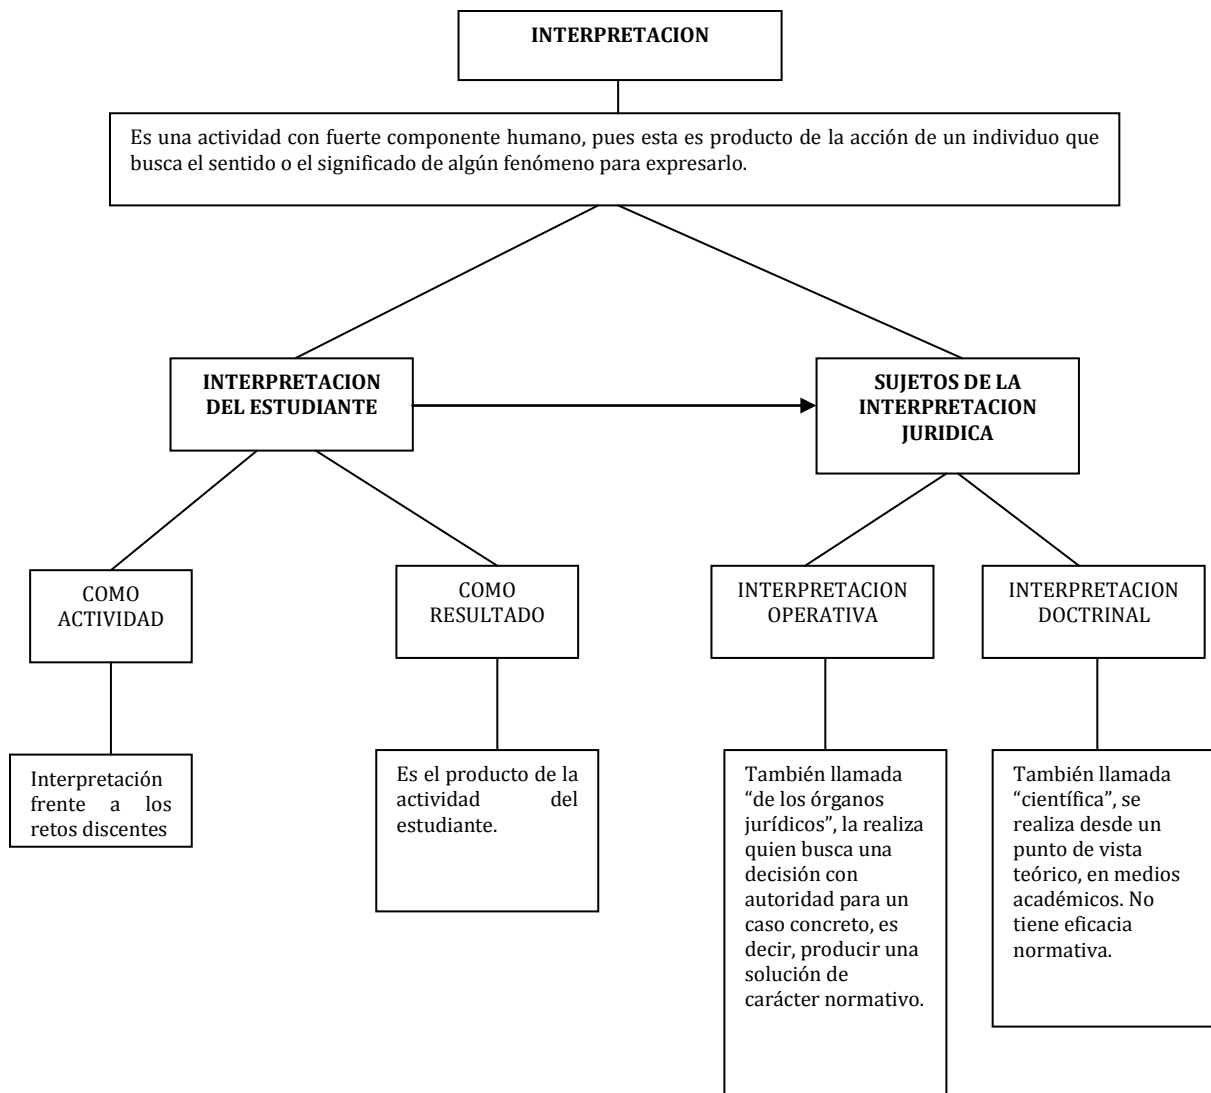 INTERPRETACION
Es una actividad con fuerte componente humano, pues esta es producto de la acción de un individuo que
busca el sentido o el significado de algún fenómeno para expresarlo.
INTERPRETACION
DEL ESTUDIANTE
SUJETOS DE LA
INTERPRETACION
JURIDICA
COMO
ACTIVIDAD
COMO
RESULTADO
INTERPRETACION
OPERATIVA
INTERPRETACION
DOCTRINAL
Interpretación
frente a los
retos discentes
Es el producto de la
actividad del
estudiante.
También llamada
“de los órganos
jurídicos”, la realiza
quien busca una
decisión con
autoridad para un
caso concreto, es
decir, producir una
solución de
carácter normativo.
También llamada
“científica”, se
realiza desde un
punto de vista
teórico, en medios
académicos. No
tiene eficacia
normativa.